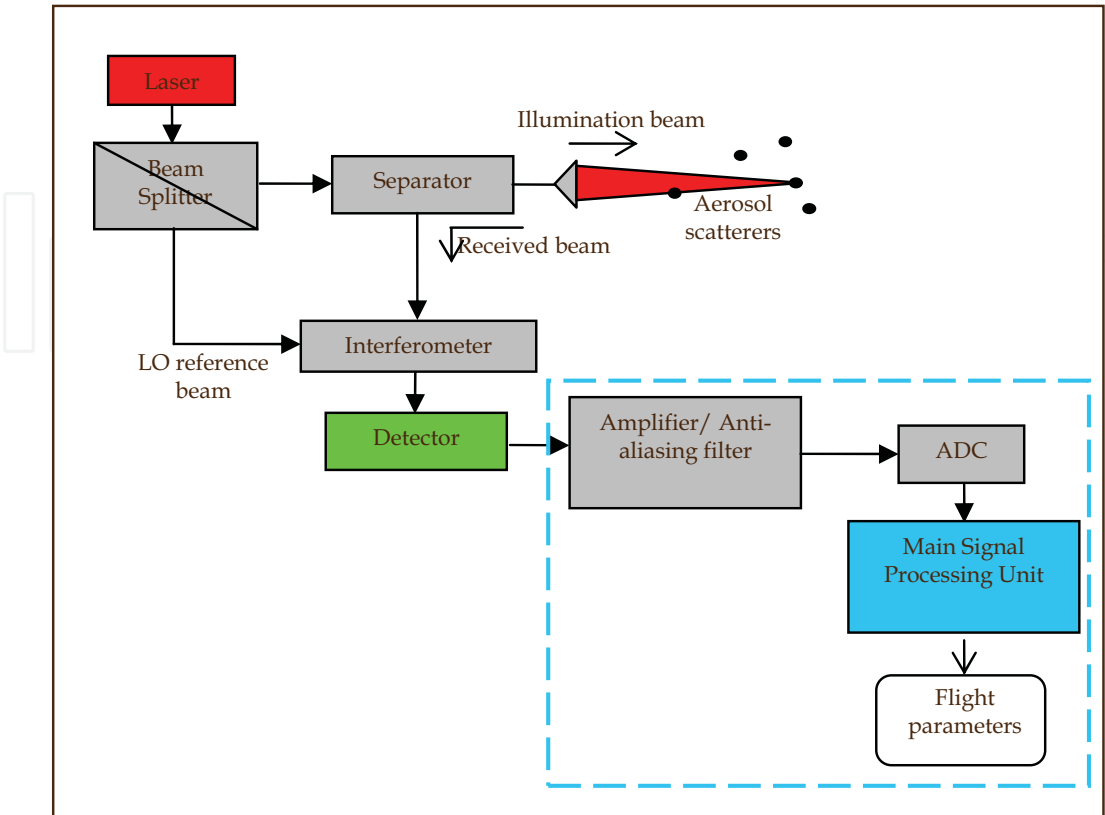 Laser
Illumination beam
Beam
Splitter
Separator
Aerosol
scatterers
Received beam
Interferometer
LO reference
beam
Detector
Amplifier/ Anti-
aliasing filter
ADC
Main Signal
Processing Unit
Flight
parameters